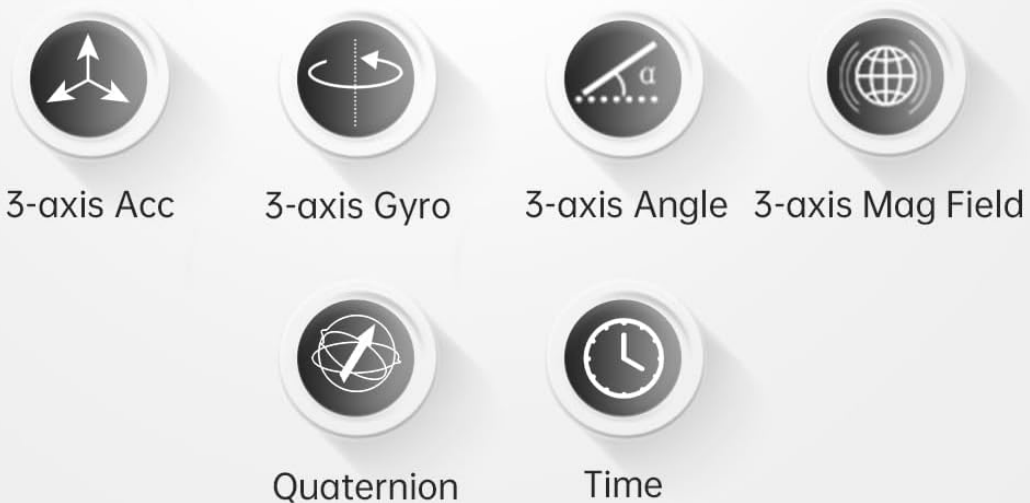 α
3-axis Acc
3-axis Gyro
3-axis Angle
3-axis Mag Field
Quaternion
Time